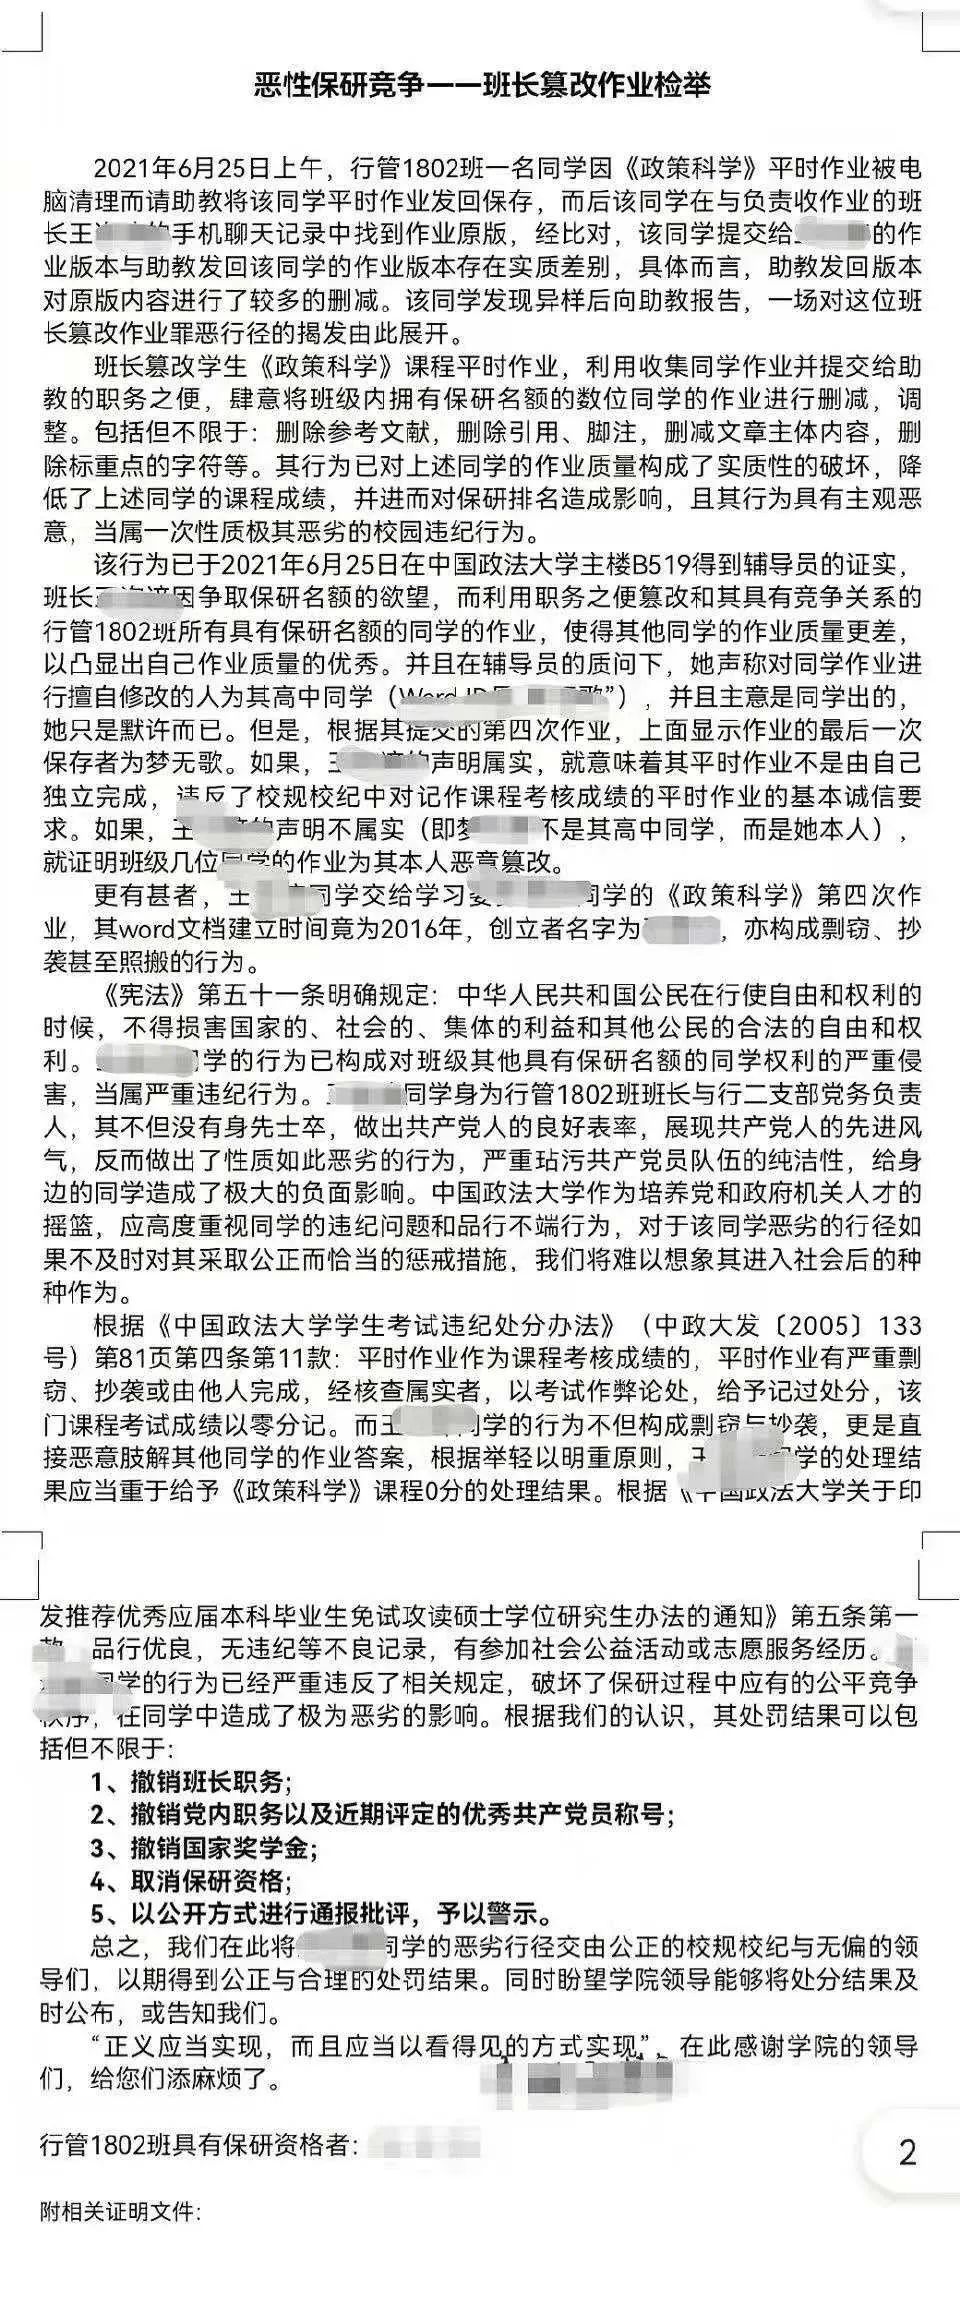 恶性保研竞争——班长篡改作业检举
2021年6月25日上午，行管1802班一名同学因《政策科学》平时作业被电
脑清理而请助教将该同学平时作业发回保存，而后该同学在与负责收作业的班
长王 的手机聊天记录中找到作业原版，经比对，该同学提交给 的作
业版本与助教发回该同学的作业版本存在实质差别，具体而言，助教发回版本
对原版内容进行了较多的删减。该同学发现异样后向助教报告，一场对这位班
长篡改作业罪恶行径的揭发由此展开。
班长篡改学生《政策科学》课程平时作业，利用收集同学作业并提交给助
教的职务之便，肆意将班级内拥有保研名额的数位同学的作业进行删减，调
整。包括但不限于：删除参考文献，删除引用、脚注，删减文章主体内容，删
除标重点的字符等。其行为已对上述同学的作业质量构成了实质性的破坏，降
低了上述同学的课程成绩，并进而对保研排名造成影响，且其行为具有主观恶
意，当属一次性质极其恶劣的校园违纪行为。
该行为已于2021年6月25日在中国政法大学主楼B519得到辅导员的证实，
班长 因争取保研名额的欲望，而利用职务之便篡改和其具有竞争关系的
行管1802班所有具有保研名额的同学的作业，使得其他同学的作业质量更差，
以凸显出自己作业质量的优秀。并且在辅导员的质问下，她声称对同学作业进
行擅自修改的人为其高中同学（Word ID ”），并且主意是同学出的，
她只是默许而已。但是，根据其提交的第四次作业，上面显示作业的最后一次
保存者为梦无歌。如果，王 的声明属实，就意味着其平时作业不是由自己
独立完成，违反了校规校纪中对记作课程考核成绩的平时作业的基本诚信要
求。如果，王 的声明不属实（即梦 不是其高中同学，而是她本人），
就证明班级几位同学的作业为其本人恶意篡改。
更有甚者，王 同学交给学习委 同学的《政策科学》第四次作
业，其word文档建立时间竟为2016年，创立者名字为 ，亦构成剽窃、抄
袭甚至照搬的行为。
《宪法》第五十一条明确规定：中华人民共和国公民在行使自由和权利的
时候，不得损害国家的、社会的、集体的利益和其他公民的合法的自由和权
利。 同学的行为已构成对班级其他具有保研名额的同学权利的严重侵
害，当属严重违纪行为。 同学身为行管1802班班长与行二支部党务负责
人，其不但没有身先士卒，做出共产党人的良好表率，展现共产党人的先进风
气，反而做出了性质如此恶劣的行为，严重玷污共产党员队伍的纯洁性，给身
边的同学造成了极大的负面影响。中国政法大学作为培养党和政府机关人才的
摇篮，应高度重视同学的违纪问题和品行不端行为，对于该同学恶劣的行径如
果不及时对其采取公正而恰当的惩戒措施，我们将难以想象其进入社会后的种
种作为。
根据《中国政法大学学生考试违纪处分办法》（中政大发〔2005〕133
号）第81页第四条第11款：平时作业作为课程考核成绩的，平时作业有严重剽
窃、抄袭或由他人完成，经核查属实者，以考试作弊论处，给予记过处分，该
门课程考试成绩以零分记。而王 同学的行为不但构成剽窃与抄袭，更是直
接恶意肢解其他同学的作业答案，根据举轻以明重原则， 同学的处理结
果应当重于给予《政策科学》课程0分的处理结果。根据《中国政法大学关于印
发推荐优秀应届本科毕业生免试攻读硕士学位研究生办法的通知》第五条第一
款，品行优良，无违纪等不良记录，有参加社会公益活动或志愿服务经历。
同学的行为已经严重违反了相关规定，破坏了保研过程中应有的公平竞争
秩序，在同学中造成了极为恶劣的影响。根据我们的认识，其处罚结果可以包
括但不限于：
1、撤销班长职务；
2、撤销党内职务以及近期评定的优秀共产党员称号；
3、撤销国家奖学金；
4、取消保研资格；
5、以公开方式进行通报批评，予以警示。
总之，我们在此将 同学的恶劣行径交由公正的校规校纪与无偏的领
导们，以期得到公正与合理的处罚结果。同时盼望学院领导能够将处分结果及
时公布，或告知我们。
“正义应当实现，而且应当以看得见的方式实现”，在此感谢学院的领导
们，给您们添麻烦了。
行管1802班具有保研资格者：
2
附相关证明文件：